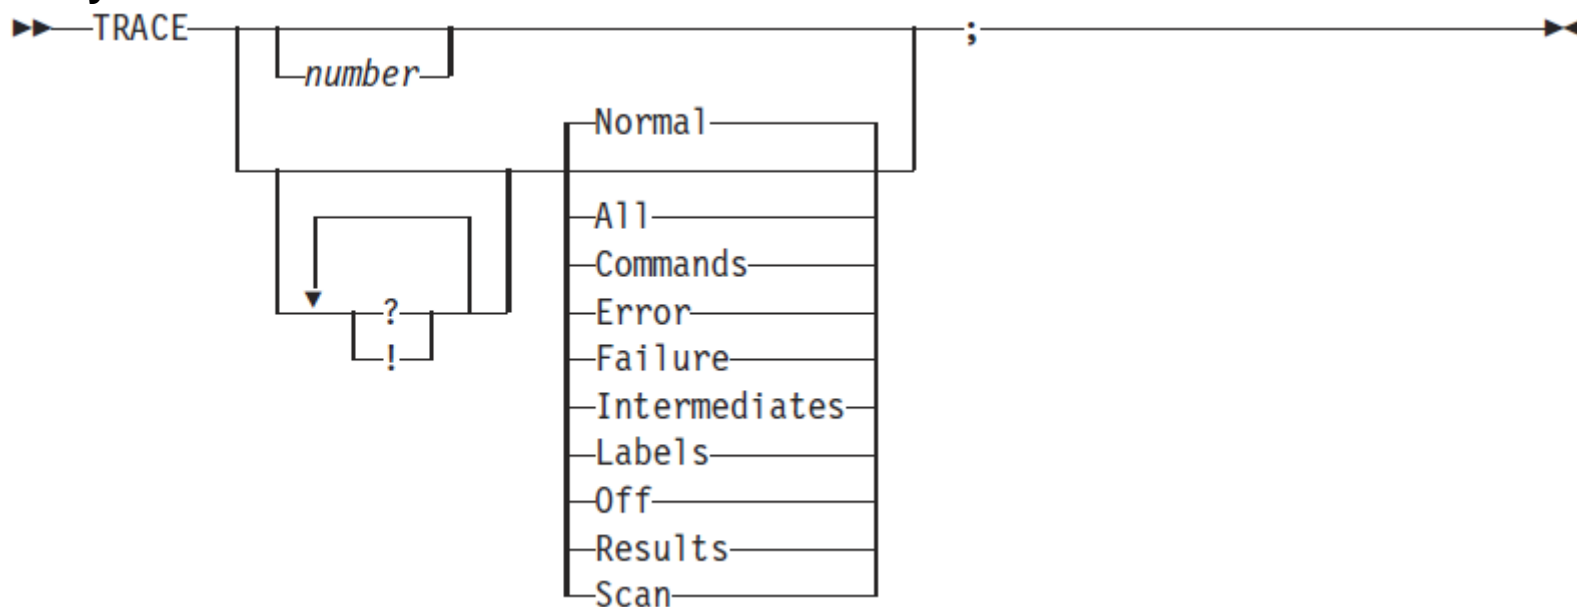 TRACE ;
number
Normal
All
Commands
?
Error
!
Failure
Intermediates
Labels
Off
Results
Scan